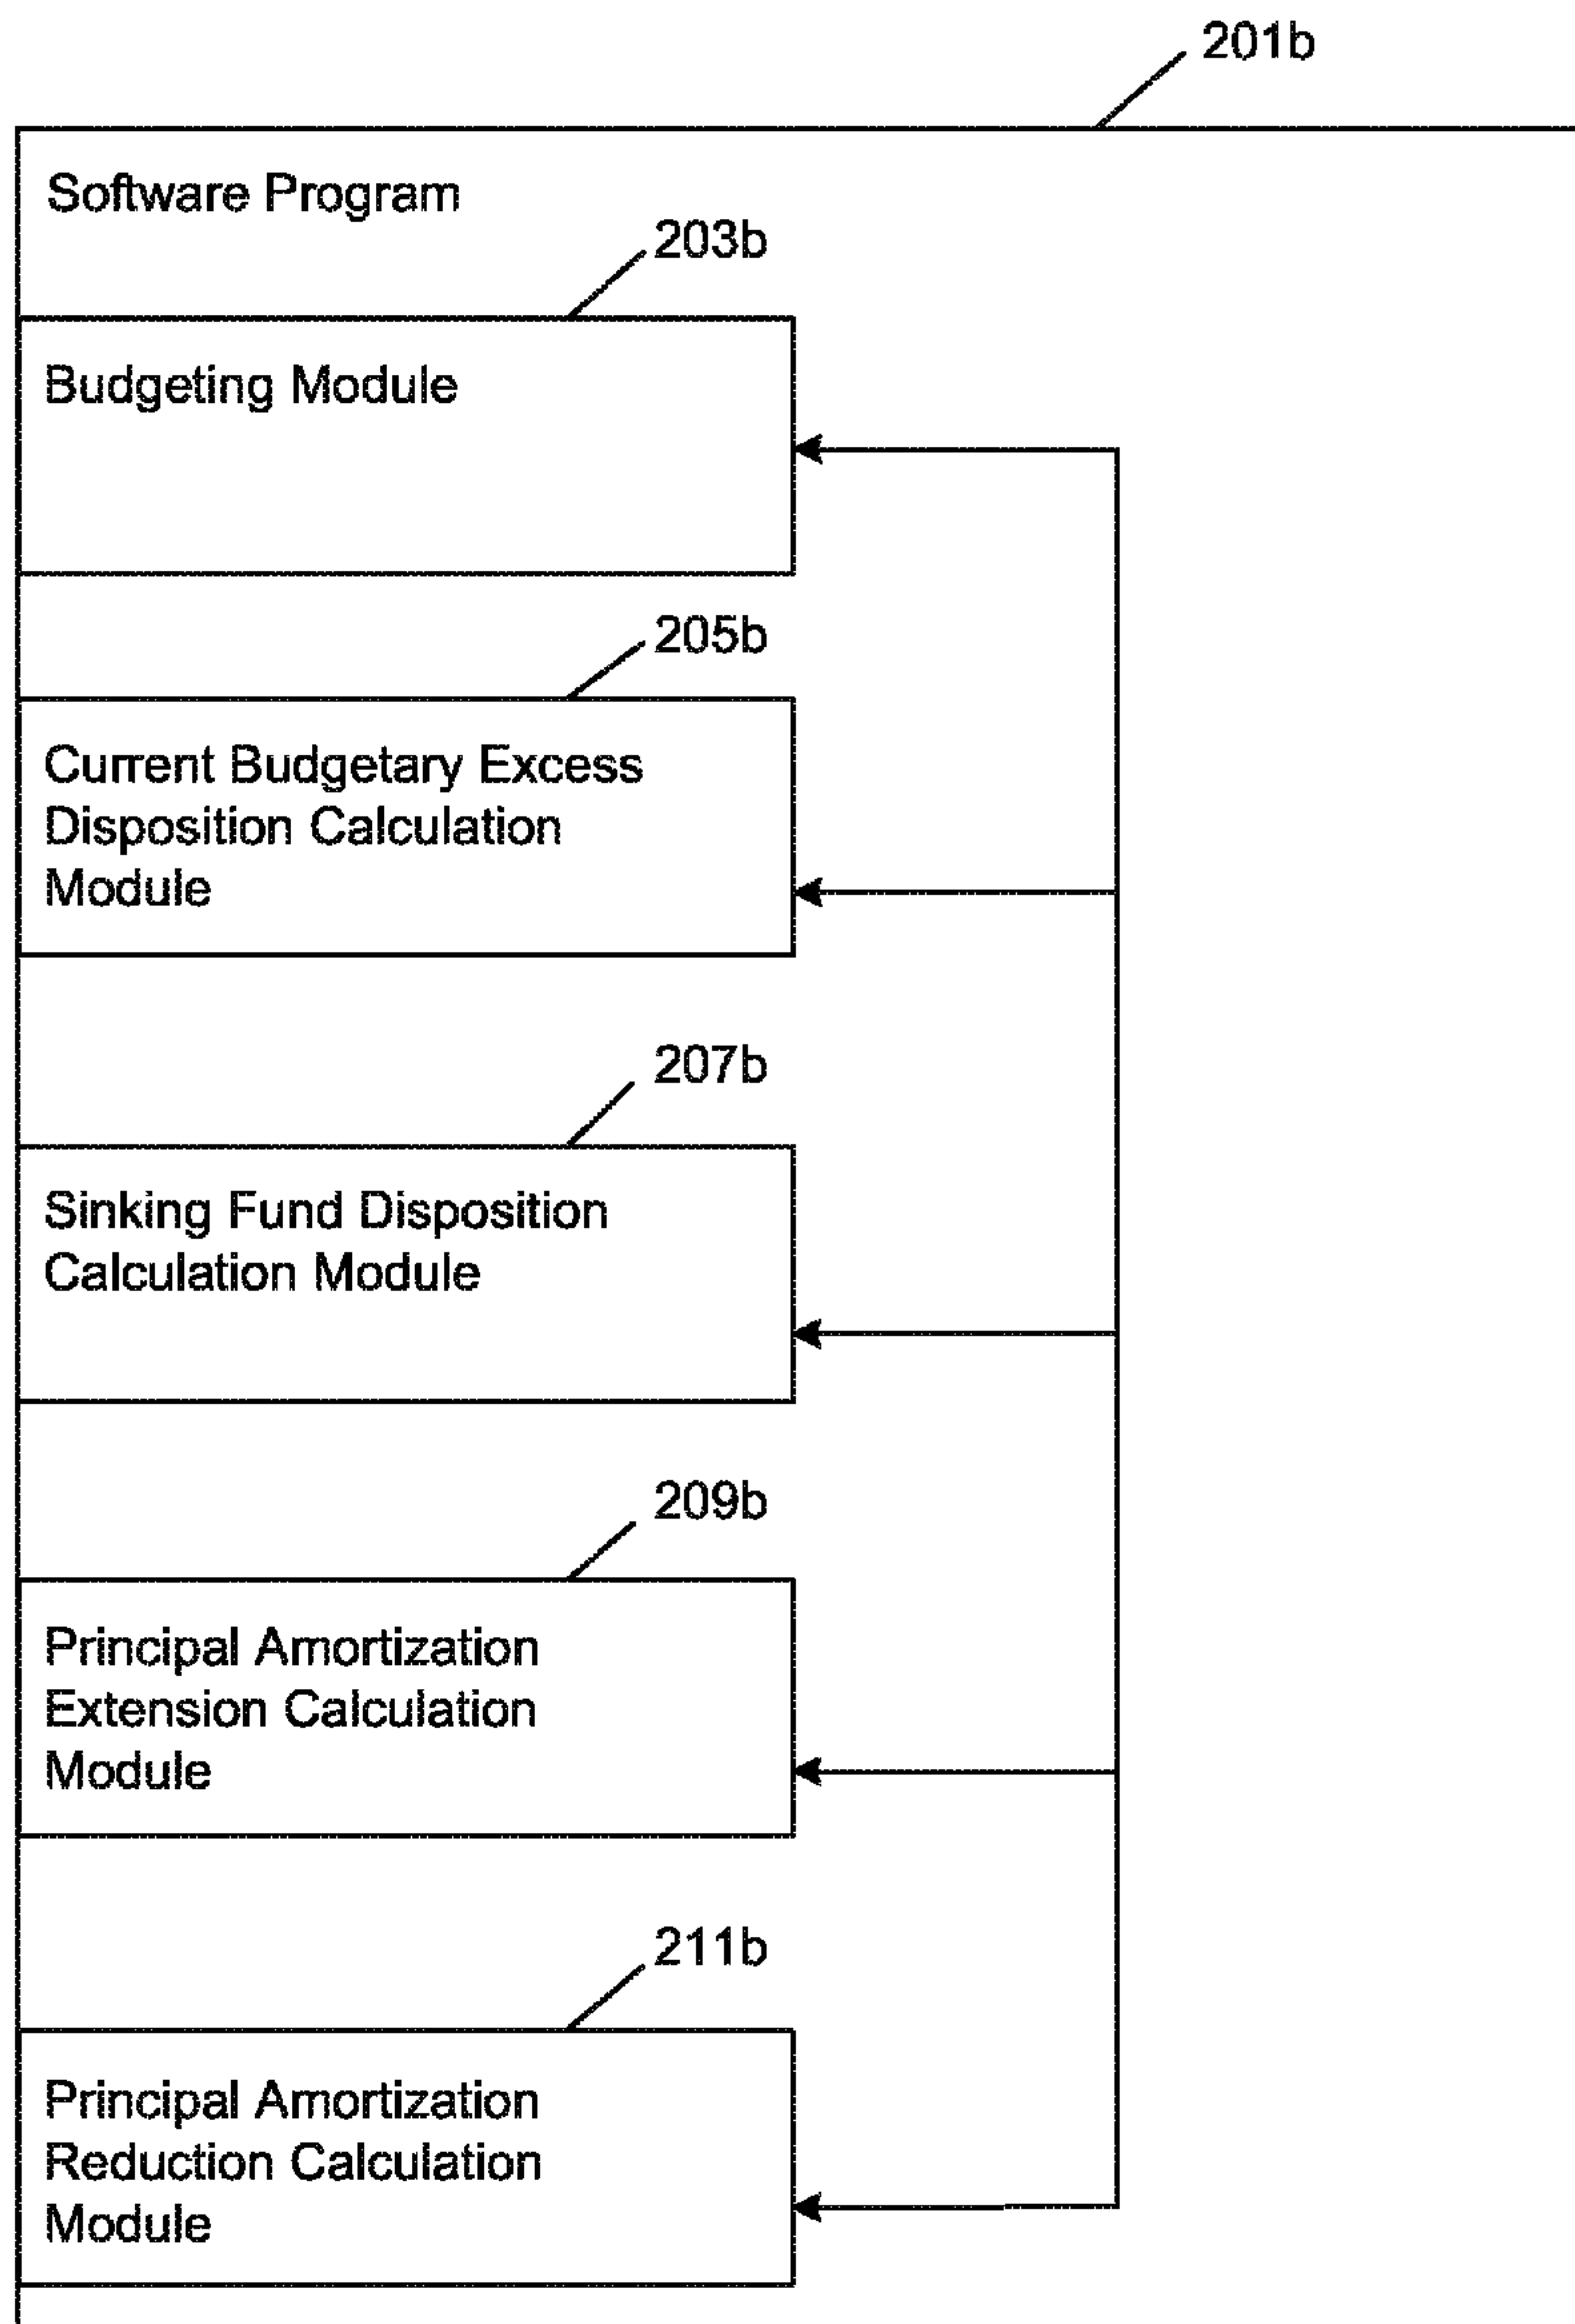 201b
Software Program
203b
Budgeting Module
205b
Current Budgetary Excess
Disposition Calculation
Module
207b
Sinking Fund Disposition
Calculation Module
209b
Principal Amortization
Extension Calculation
Module
211b
Principal Amortization
Reduction Calculation
Module